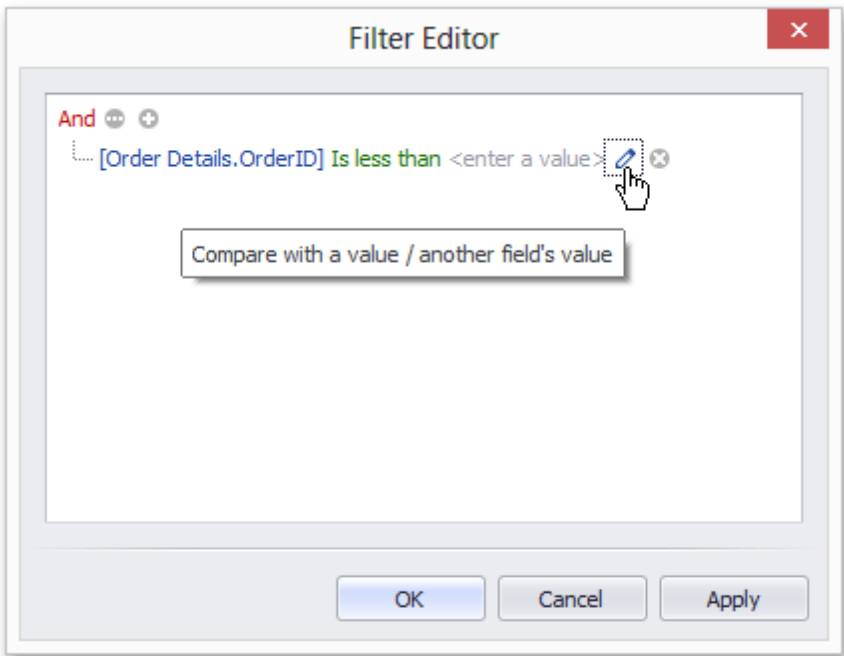 Filter Editor
And
[Order Details.OrderID] Is less than <enter a value>
Compare with a value / another field's value
OK Cancel Apply